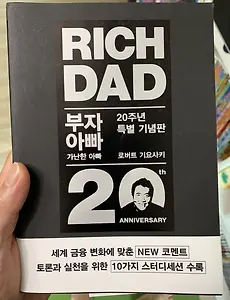 RICH
DAD
부자
아빠
가난한 아빠
20주년
특별 기념판
로버트 기요사키
20th
ANNIVERSARY
세계 금융 변화에 맞춘 NEW 코멘트
토론과 실천을 위한 10가지 스터디세션 수록